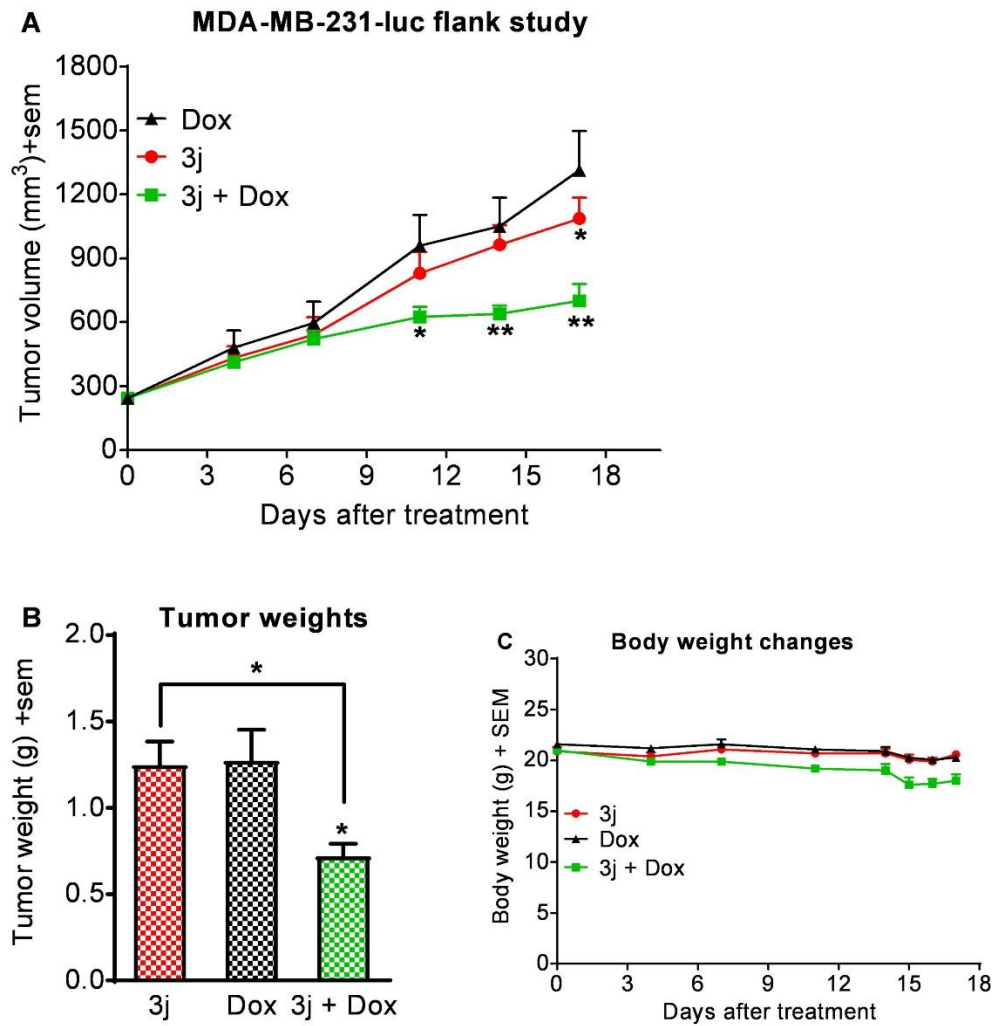 A
MDA-MB-231-luc flank study
Tumor volume (mm³)+sem
1800
1500
1200
900
600
300
0
Dox
3j
3j + Dox
*
*
**
**
0 3 6 9 12 15 18
Days after treatment
B
Tumor weights
Tumor weight (g) +sem
2.0
1.5
1.0
0.5
0.0
*
*
3j Dox 3j + Dox
C
Body weight changes
Body weight (g) + SEM
30
25
20
15
10
5
0
3j
Dox
3j + Dox
0 3 6 9 12 15 18
Days after treatment